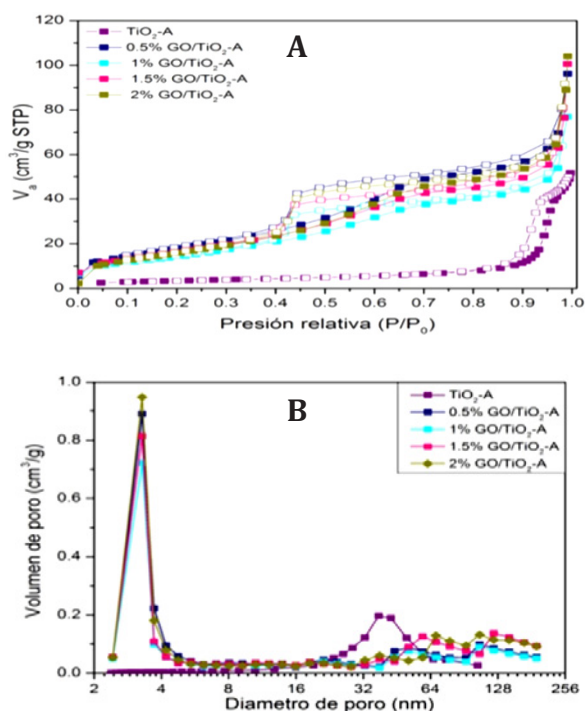 A
TiO₂-A
0.5% GO/TiO₂-A
1% GO/TiO₂-A
1.5% GO/TiO₂-A
2% GO/TiO₂-A
Vₐ (cm³/g STP)
120
100
80
60
40
20
0
0.0 0.1 0.2 0.3 0.4 0.5 0.6 0.7 0.8 0.9 1.0
Presión relativa (P/P₀)
B
TiO₂-A
0.5% GO/TiO₂-A
1% GO/TiO₂-A
1.5% GO/TiO₂-A
2% GO/TiO₂-A
Volumen de poro (cm³/g)
1.0
0.8
0.6
0.4
0.2
0.0
2 4 8 16 32 64 128 256
Diametro de poro (nm)